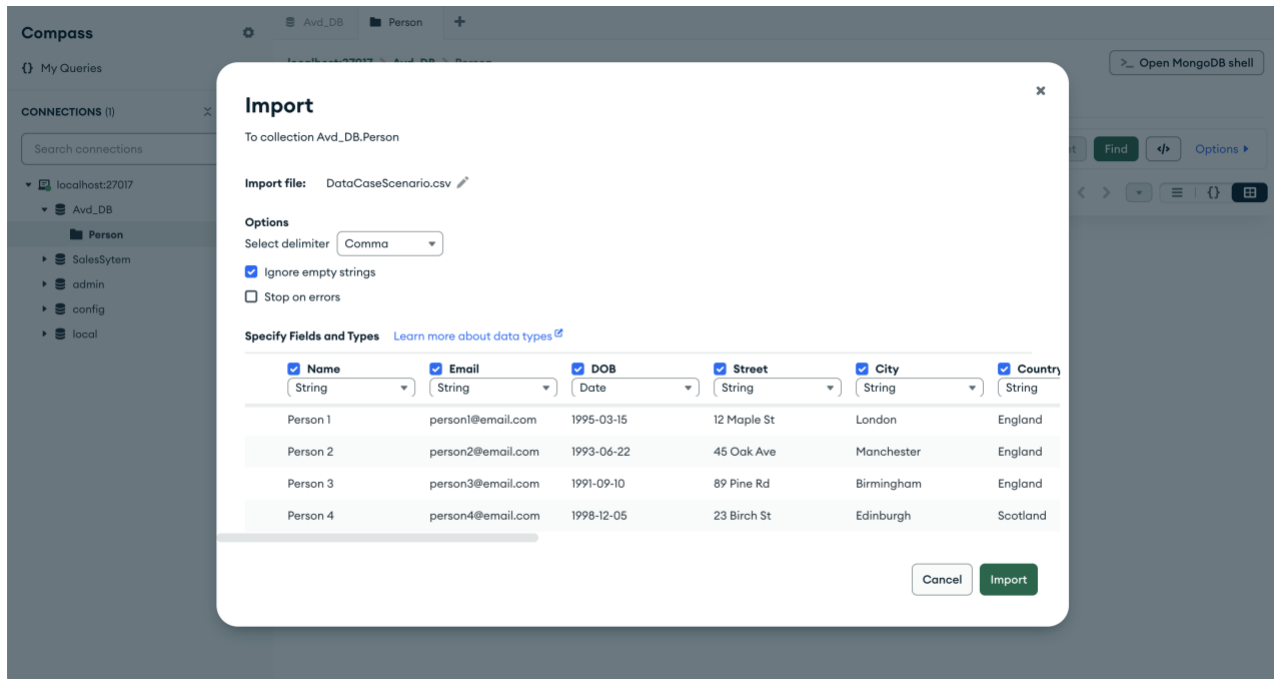 Compass
Avd_DB
Person
My Queries
localhost:27017 > Avd_DB > Person
>_ Open MongoDB shell
CONNECTIONS (1)
Search connections
Find
</>
Options
localhost:27017
Avd_DB
Person
SalesSytem
admin
config
local
{}
Import
To collection Avd_DB.Person
Import file: DataCaseScenario.csv
Options
Select delimiter Comma
Ignore empty strings
Stop on errors
Specify Fields and Types Learn more about data types
Name Email DOB Street City Country
String String Date String String String
Person 1 person1@email.com 1995-03-15 12 Maple St London England
Person 2 person2@email.com 1993-06-22 45 Oak Ave Manchester England
Person 3 person3@email.com 1991-09-10 89 Pine Rd Birmingham England
Person 4 person4@email.com 1998-12-05 23 Birch St Edinburgh Scotland
Cancel Import